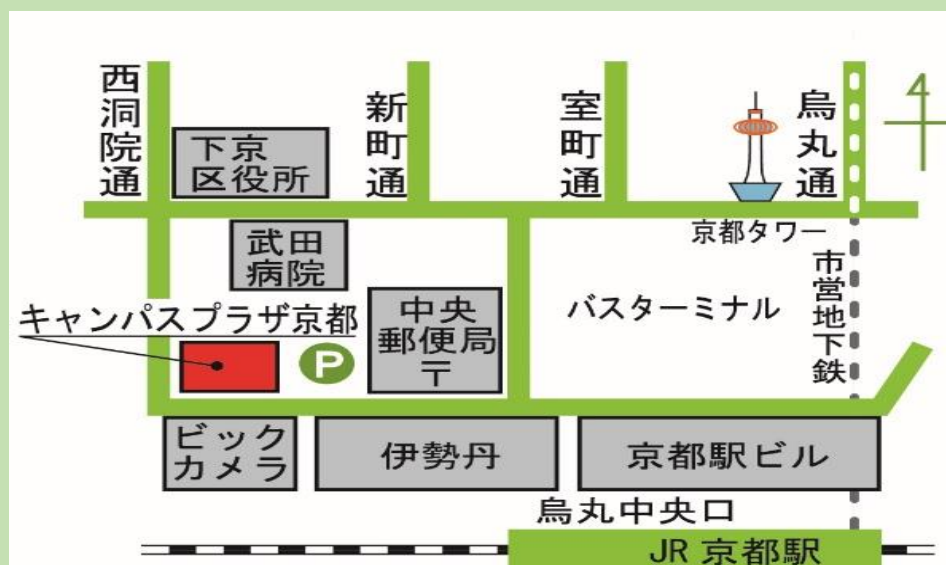 西洞院通
新町通
室町通
烏丸通
下京
区役所
京都タワー
武田
病院
市営地下鉄
中央
郵便局
〒
バスターミナル
キャンパスプラザ京都
P
ビック
カメラ
伊勢丹
京都駅ビル
烏丸中央口
JR 京都駅